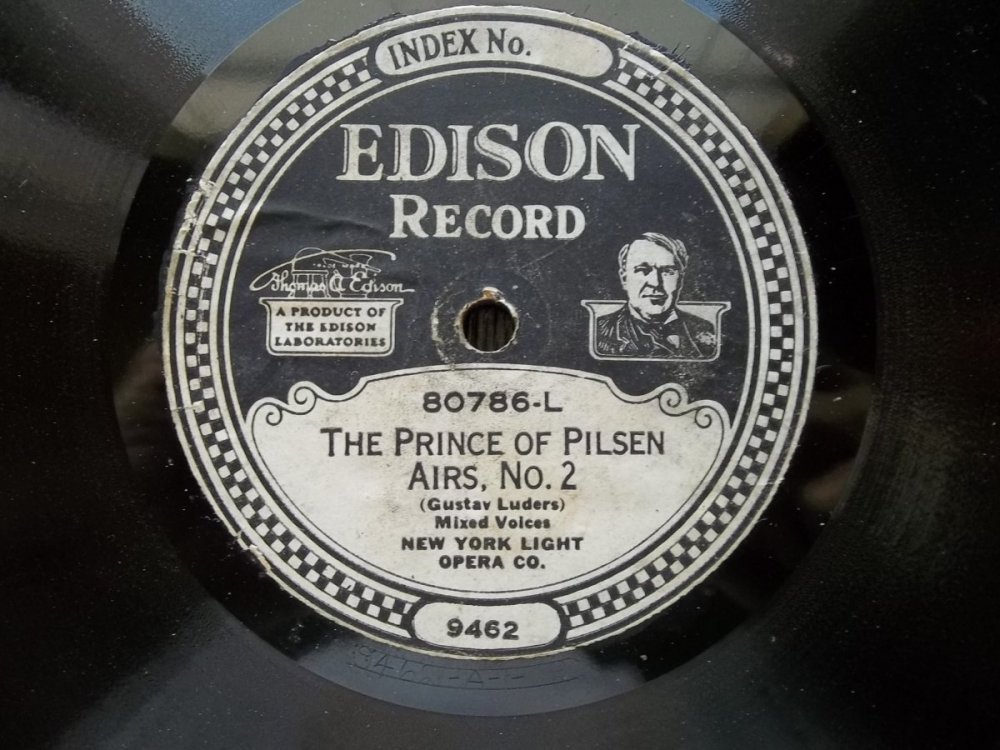 INDEX No.
EDISON
RECORD
Thomas A Edison
A PRODUCT OF
THE EDISON
LABORATORIES
80786-L
THE PRINCE OF PILSEN
AIRS, No. 2
(Gustav Luders)
Mixed Voices
NEW YORK LIGHT
OPERA CO.
9462